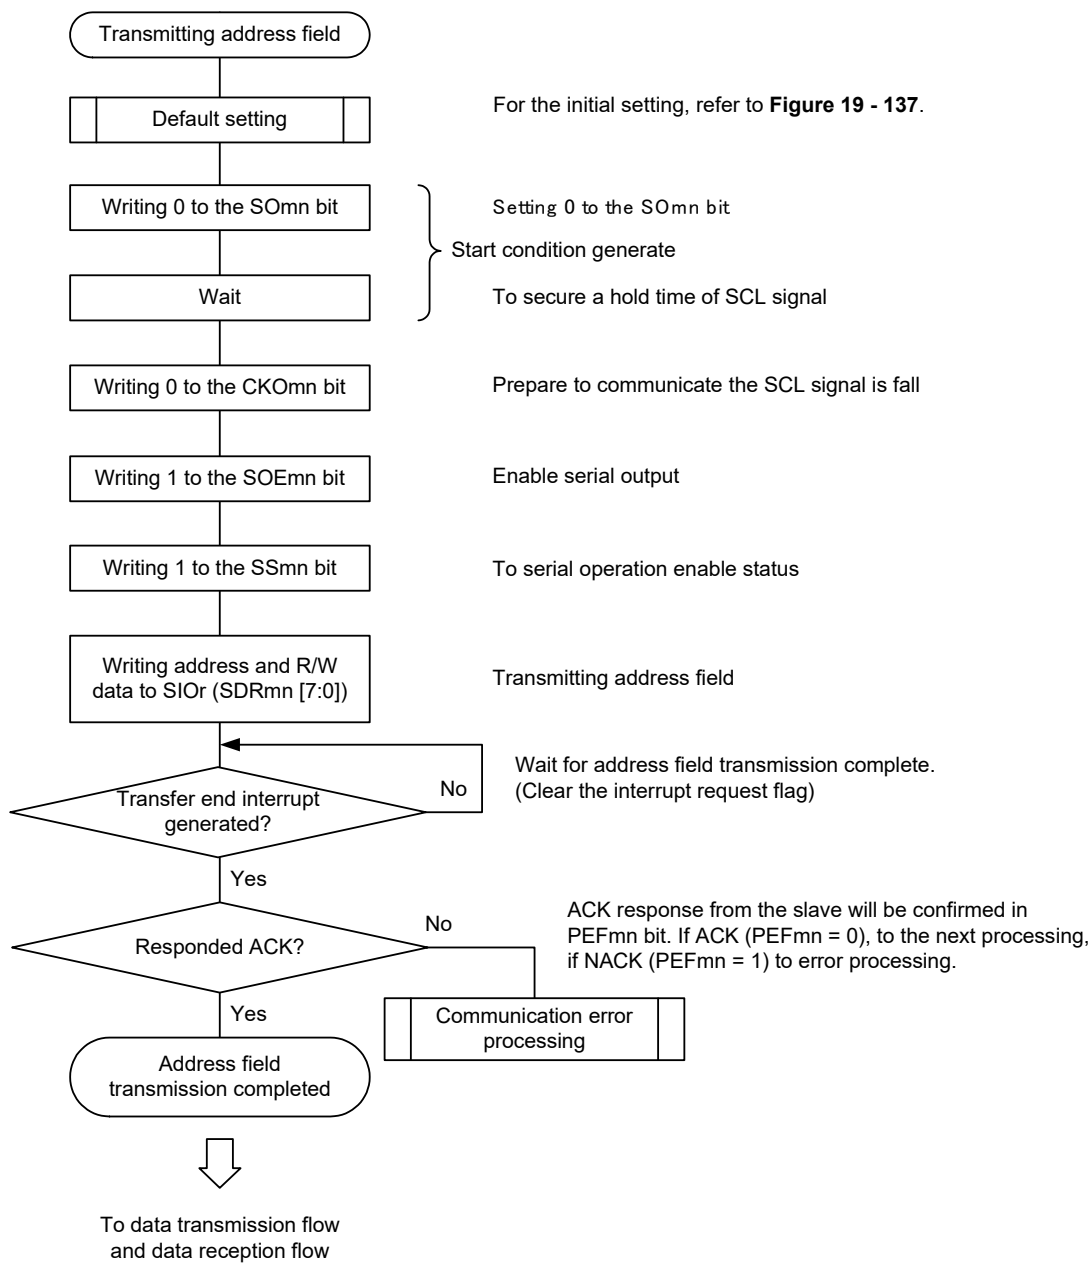 Transmitting address field
Default setting
For the initial setting, refer to Figure 19 - 137.
Writing 0 to the SOmn bit
Setting 0 to the SOmn bit
Start condition generate
Wait
To secure a hold time of SCL signal
Writing 0 to the CKOmn bit
Prepare to communicate the SCL signal is fall
Writing 1 to the SOEmn bit
Enable serial output
Writing 1 to the SSmn bit
To serial operation enable status
Writing address and R/W
data to SIOr (SDRmn [7:0])
Transmitting address field
Transfer end interrupt
generated?
No
Wait for address field transmission complete.
(Clear the interrupt request flag)
Yes
Responded ACK?
No
ACK response from the slave will be confirmed in
PEFmn bit. If ACK (PEFmn = 0), to the next processing,
if NACK (PEFmn = 1) to error processing.
Yes
Communication error
processing
Address field
transmission completed
To data transmission flow
and data reception flow